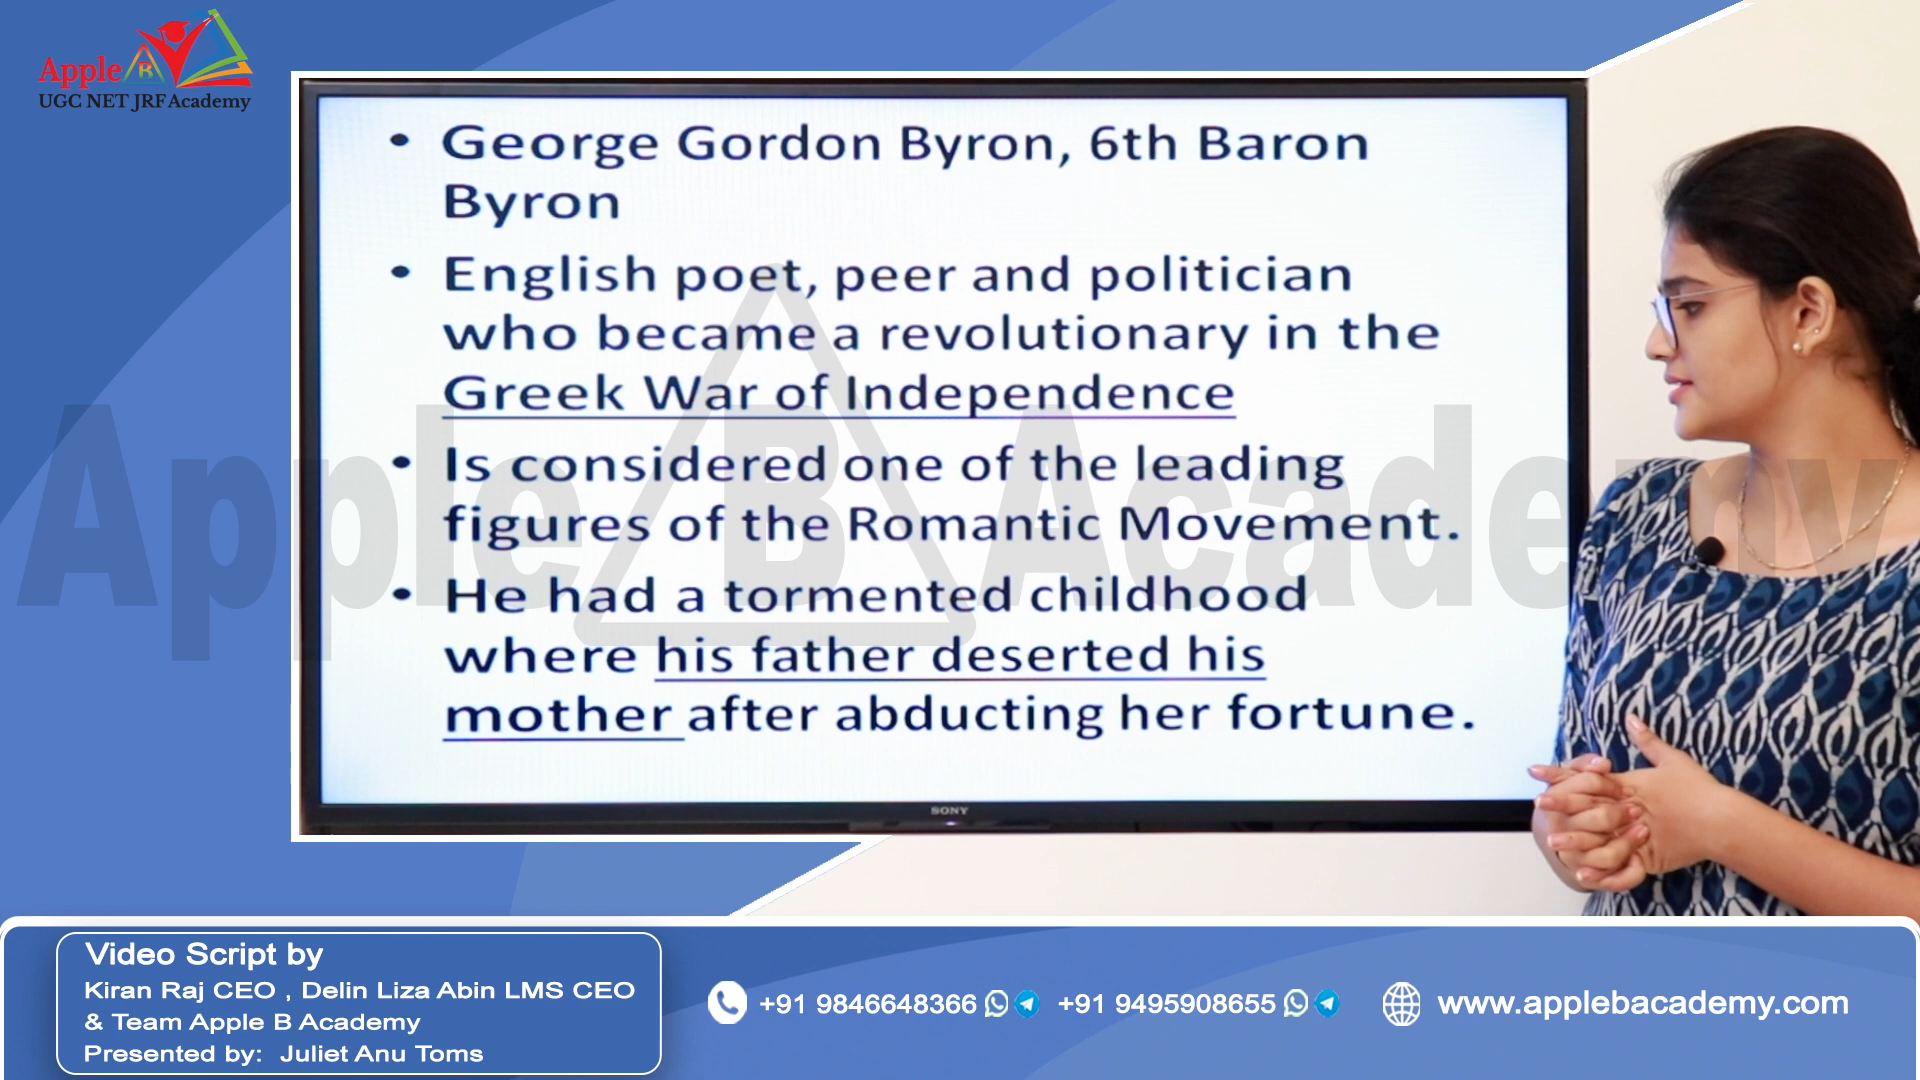 Apple B
UGC NET JRF Academy
• George Gordon Byron, 6th Baron
Byron
• English poet, peer and politician
who became a revolutionary in the
Greek War of Independence
• Is considered one of the leading
figures of the Romantic Movement.
• He had a tormented childhood
where his father deserted his
mother after abducting her fortune.
Apple B Academy
SONY
Video Script by
Kiran Raj CEO , Delin Liza Abin LMS CEO
& Team Apple B Academy
Presented by: Juliet Anu Toms
+91 9846648366
+91 9495908655
www.applebacademy.com